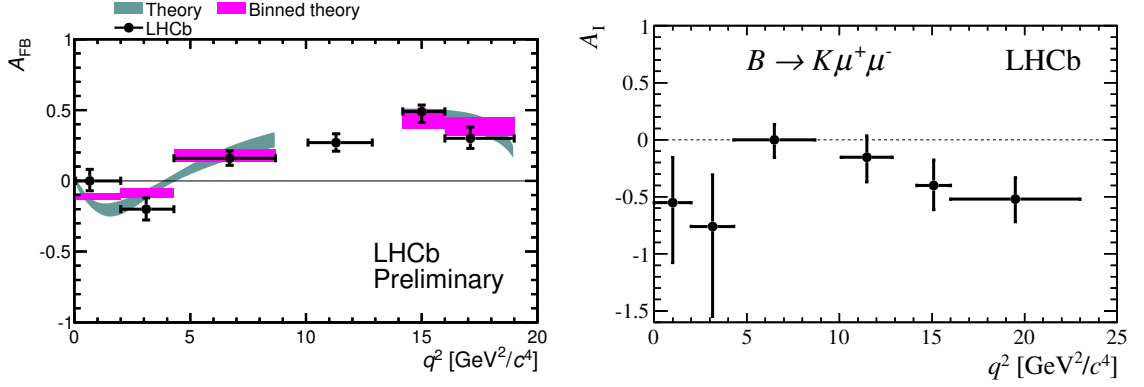 Theory Binned theory
LHCb
A_FB
1
0.5
0
-0.5
-1
LHCb
Preliminary
0 5 10 15 20
q² [GeV²/c⁴]
A_I
1
0.5
0
-0.5
-1
-1.5
B → Kμ⁺μ⁻ LHCb
0 5 10 15 20 25
q² [GeV²/c⁴]